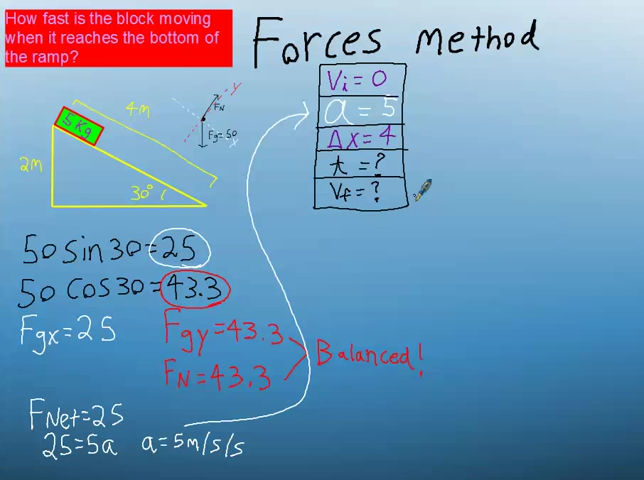 How fast is the block moving
when it reaches the bottom of
the ramp?
Forces method
Vi = 0
a = 5
Δx = 4
t = ?
Vf = ?
5 Kg
4m
2m
30°
y
FN
Fg=50
x
50 sin 30 = 25
50 cos 30 = 43.3
Fgx = 25
Fgy = 43.3
FN = 43.3
Balanced!
FNet = 25
25 = 5a a = 5m/s/s